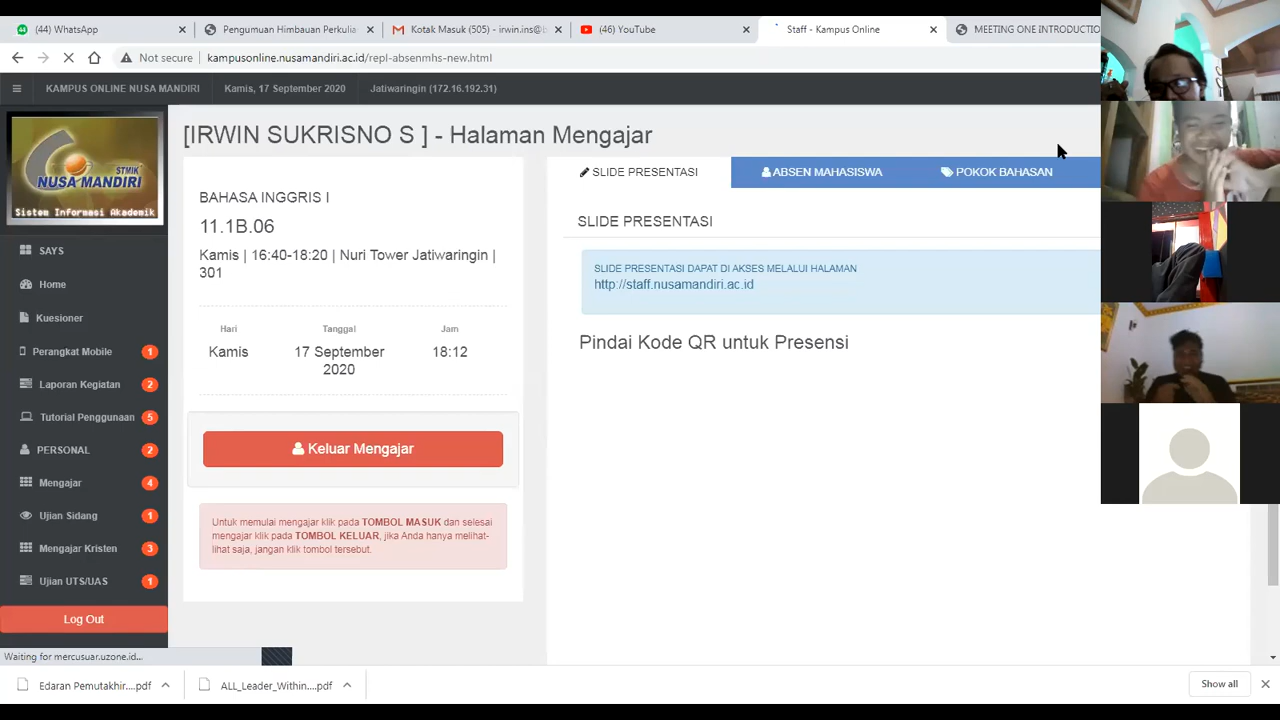 (44) WhatsApp
Pengumuan Himbauan Perkulia
Kotak Masuk (505) - irwin.ins@
(46) YouTube
Staff - Kampus Online
MEETING ONE INTRODUCTIO
Not secure | kampusonline.nusamandiri.ac.id/repl-absenmhs-new.html
KAMPUS ONLINE NUSA MANDIRI
Kamis, 17 September 2020
Jatiwaringin (172.16.192.31)
STMIK
NUSA MANDIRI
Sistem Informasi Akademik
SAYS
Home
Kuesioner
Perangkat Mobile 1
Laporan Kegiatan 2
Tutorial Penggunaan 5
PERSONAL 2
Mengajar 4
Ujian Sidang 1
Mengajar Kristen 3
Ujian UTS/UAS 1
Log Out
[IRWIN SUKRISNO S ] - Halaman Mengajar
BAHASA INGGRIS I
11.1B.06
Kamis | 16:40-18:20 | Nuri Tower Jatiwaringin |
301
Hari Tanggal Jam
Kamis 17 September 18:12
2020
Keluar Mengajar
Untuk memulai mengajar klik pada TOMBOL MASUK dan selesai
mengajar klik pada TOMBOL KELUAR, jika Anda hanya melihat-
lihat saja, jangan klik tombol tersebut.
SLIDE PRESENTASI
ABSEN MAHASISWA
POKOK BAHASAN
SLIDE PRESENTASI
SLIDE PRESENTASI DAPAT DI AKSES MELALUI HALAMAN
http://staff.nusamandiri.ac.id
Pindai Kode QR untuk Presensi
Waiting for mercusuar.uzone.id...
Edaran Pemutakhir....pdf
ALL_Leader_Within....pdf
Show all